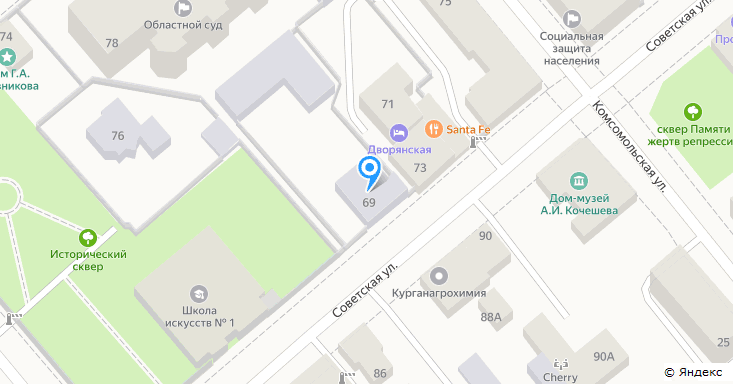 75
Областной суд
78
Социальная
защита
населения
Советская ул.
74
м Г.А.
71
Santa Fe
Дворянская
73
76
69
Комсомольская ул.
сквер Памяти
жертв репресси
Дом-музей
А.И. Кочешева
Исторический
сквер
90
Советская ул.
Курганагрохимия
Школа
искусств № 1
88А
25
90А
86
Cherry
© Яндекс